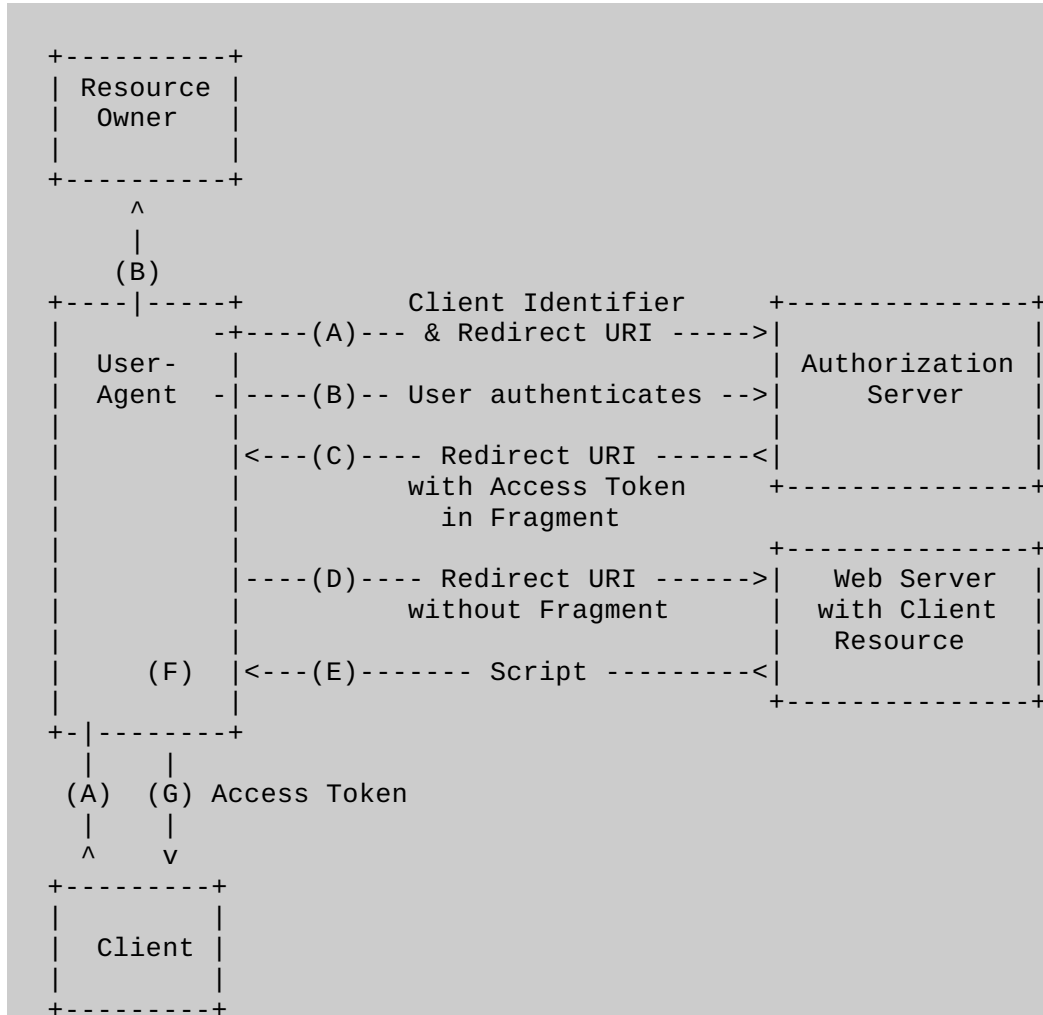 +----------+
| Resource |
|  Owner   |
|          |
+----------+
     ^
     |
    (B)
+----|-----+          Client Identifier     +---------------+
|         -+----(A)--- & Redirect URI ----->|               |
|  User-   |                                | Authorization |
|  Agent  -|----(B)-- User authenticates -->|     Server    |
|          |                                |               |
|          |<---(C)---- Redirect URI ------<|               |
|          |          with Access Token     +---------------+
|          |            in Fragment
|          |                                +---------------+
|          |----(D)---- Redirect URI ------>|   Web Server  |
|          |          without Fragment      |  with Client  |
|          |                                |   Resource    |
|     (F)  |<---(E)------- Script ---------<|               |
|          |                                +---------------+
+-|--------+
  |    |
 (A)  (G) Access Token
  |    |
  ^    v
+---------+
|         |
|  Client |
|         |
+---------+